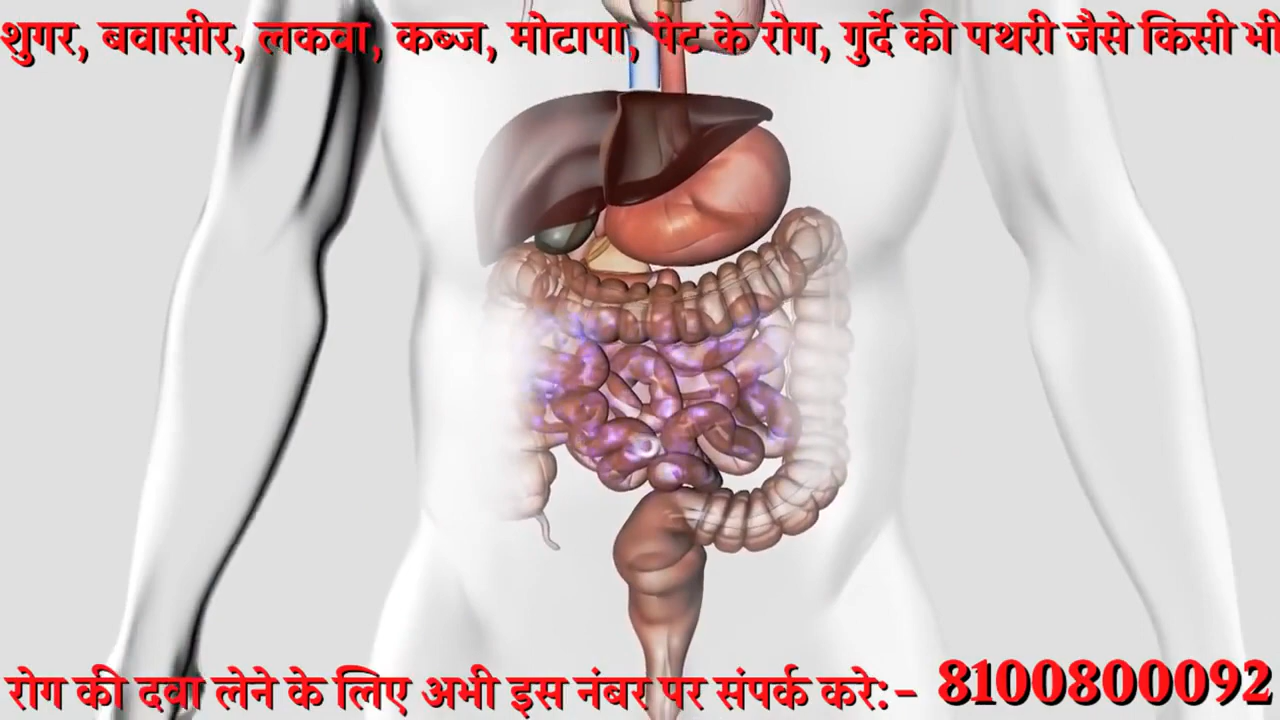 शुगर, बवासीर, लकवा, कब्ज, मोटापा, पेट के रोग, गुर्दे की पथरी जैसे किसी भी
रोग की दवा लेने के लिए अभी इस नंबर पर संपर्क करे:- 8100800092